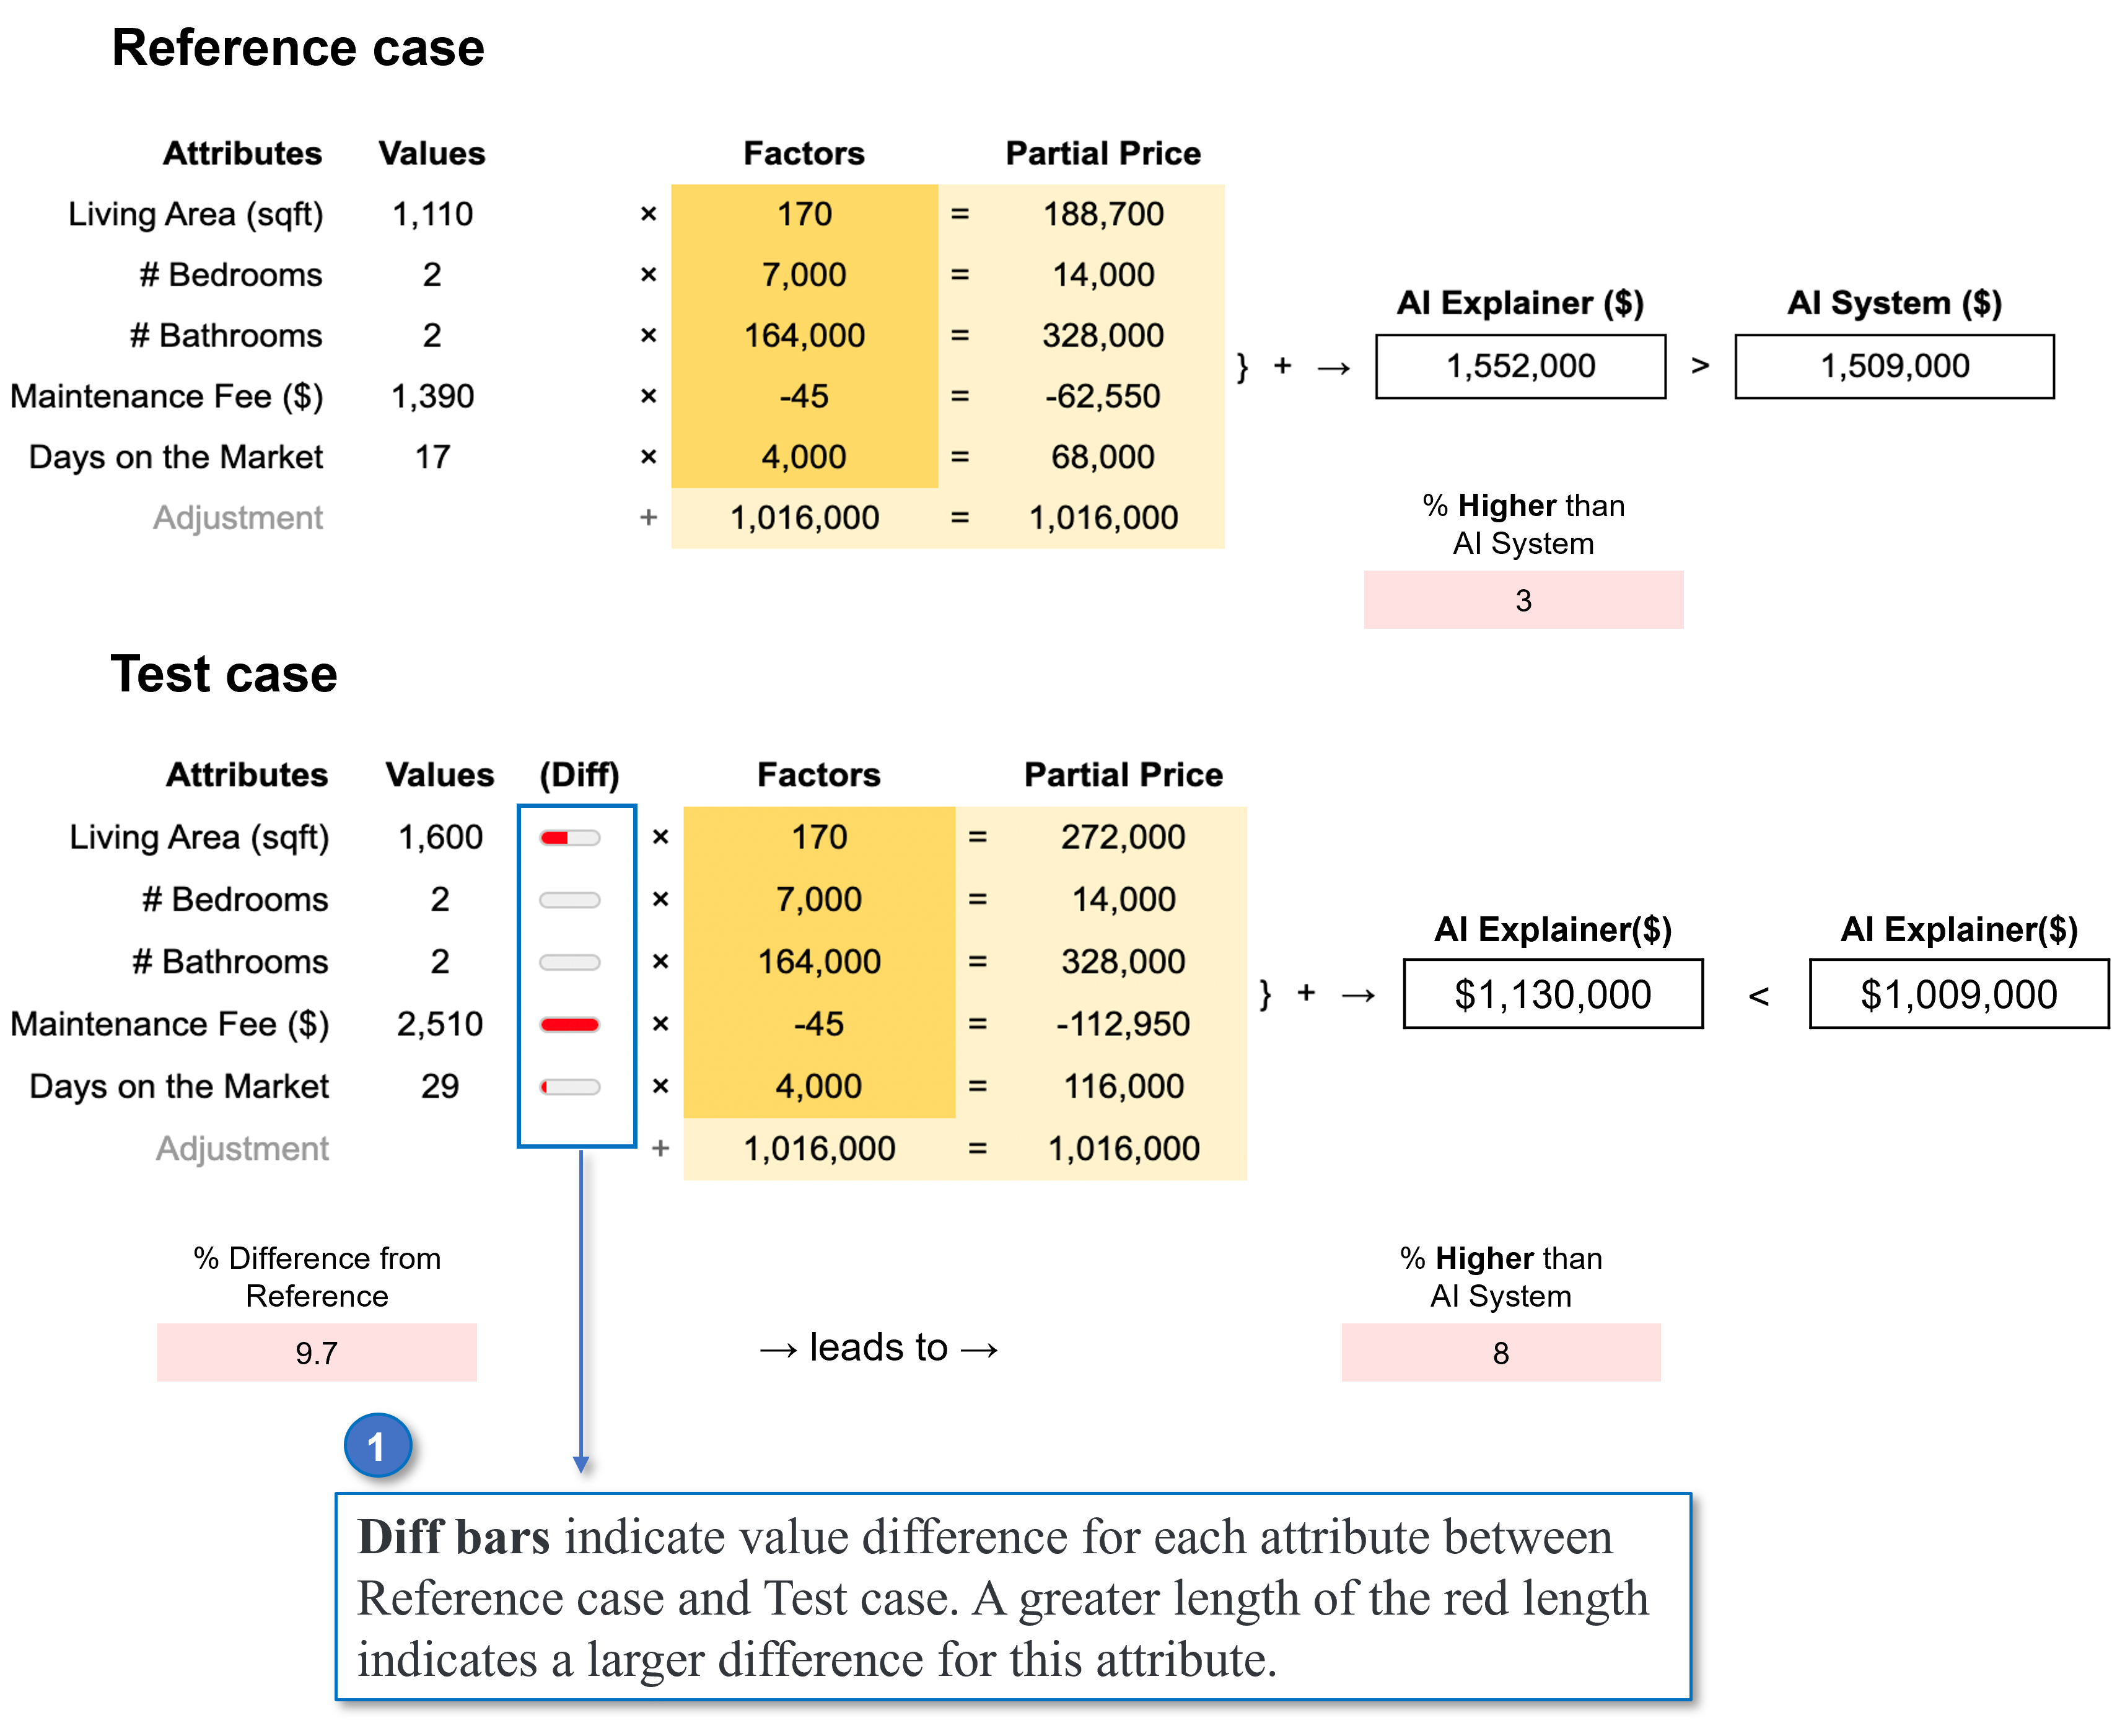 Reference case
Attributes Values Factors Partial Price
Living Area (sqft) 1,110 × 170 = 188,700
# Bedrooms 2 × 7,000 = 14,000
# Bathrooms 2 × 164,000 = 328,000
Maintenance Fee ($) 1,390 × -45 = -62,550
Days on the Market 17 × 4,000 = 68,000
Adjustment + 1,016,000 = 1,016,000
AI Explainer ($) AI System ($)
} + → 1,552,000 > 1,509,000
% Higher than
AI System
3
Test case
Attributes Values (Diff) Factors Partial Price
Living Area (sqft) 1,600 × 170 = 272,000
# Bedrooms 2 × 7,000 = 14,000
# Bathrooms 2 × 164,000 = 328,000
Maintenance Fee ($) 2,510 × -45 = -112,950
Days on the Market 29 × 4,000 = 116,000
Adjustment + 1,016,000 = 1,016,000
AI Explainer($) AI Explainer($)
} + → $1,130,000 < $1,009,000
% Difference from
Reference
9.7
→ leads to →
% Higher than
AI System
8
1
Diff bars indicate value difference for each attribute between
Reference case and Test case. A greater length of the red length
indicates a larger difference for this attribute.